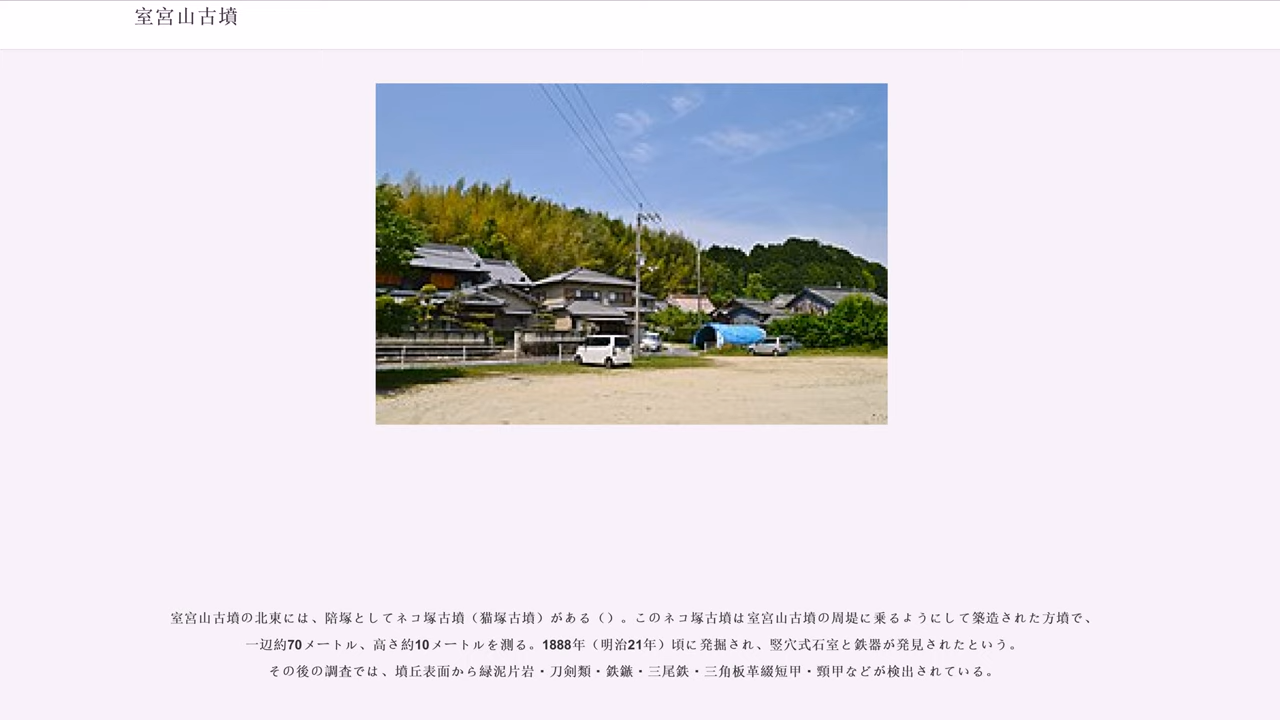 室宮山古墳
室宮山古墳の北東には、陪塚としてネコ塚古墳（猫塚古墳）がある（）。このネコ塚古墳は室宮山古墳の周堤に乗るようにして築造された方墳で、
一辺約70メートル、高さ約10メートルを測る。1888年（明治21年）頃に発掘され、竪穴式石室と鉄器が発見されたという。
その後の調査では、墳丘表面から緑泥片岩・刀剣類・鉄鏃・三尾鉄・三角板革綴短甲・頸甲などが検出されている。